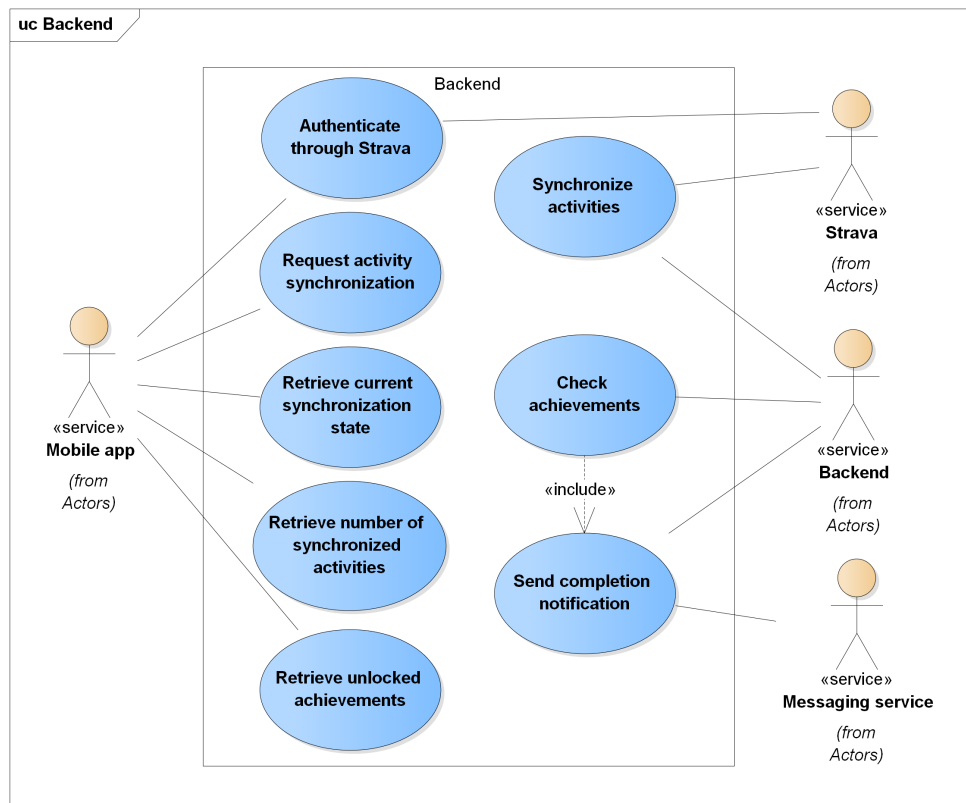 uc Backend
Backend
Authenticate
through Strava
Synchronize
activities
«service»
Strava
(from
Actors)
Request activity
synchronization
«service»
Mobile app
(from
Actors)
Retrieve current
synchronization
state
Check
achievements
«service»
Backend
(from
Actors)
«include»
Retrieve number of
synchronized
activities
Send completion
notification
Retrieve unlocked
achievements
«service»
Messaging service
(from
Actors)